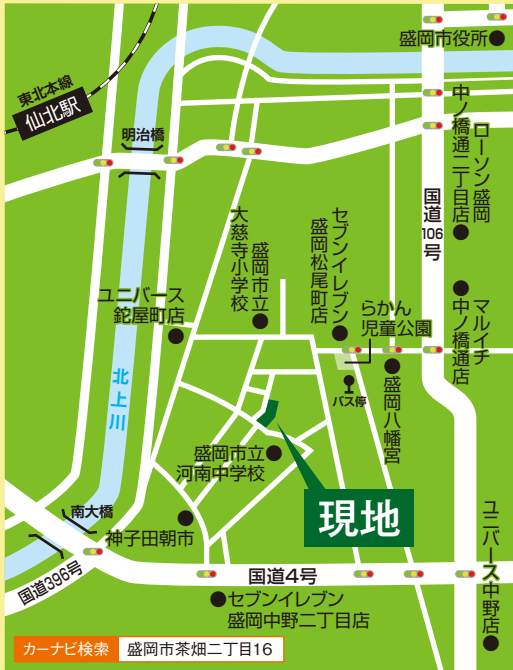 盛岡市役所
東北本線
仙北駅
明治橋
ローソン盛岡
中ノ橋通二丁目店
国道106号
大慈寺小学校
盛岡市立
セブンイレブン
盛岡松尾町店
ユニバース
鉈屋町店
らかん
児童公園
マルイチ
中ノ橋通店
バス停
盛岡八幡宮
北上川
盛岡市立
河南中学校
現地
南大橋
神子田朝市
ユニバース中野店
国道396号
国道4号
セブンイレブン
盛岡中野二丁目店
カーナビ検索 盛岡市茶畑二丁目16